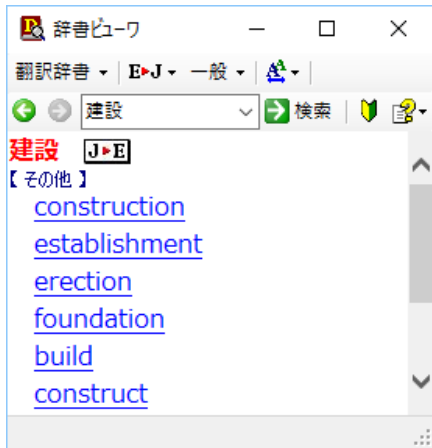 辞書ビューワ
翻訳辞書 E▶J 一般
建設 検索
建設 J▶E
【その他】
construction
establishment
erection
foundation
build
construct